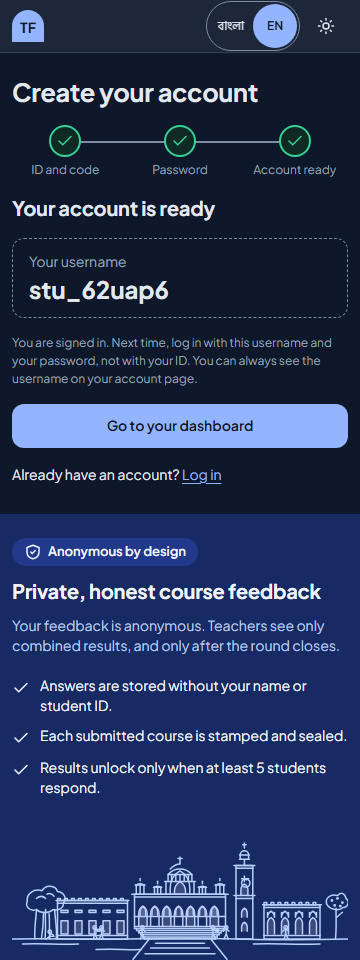 TF
বাংলা
EN
Create your account
ID and code
Password
Account ready
Your account is ready
Your username
stu_62uap6
You are signed in. Next time, log in with this username and
your password, not with your ID. You can always see the
username on your account page.
Go to your dashboard
Already have an account? Log in
Anonymous by design
Private, honest course feedback
Your feedback is anonymous. Teachers see only
combined results, and only after the round closes.
Answers are stored without your name or
student ID.
Each submitted course is stamped and sealed.
Results unlock only when at least 5 students
respond.